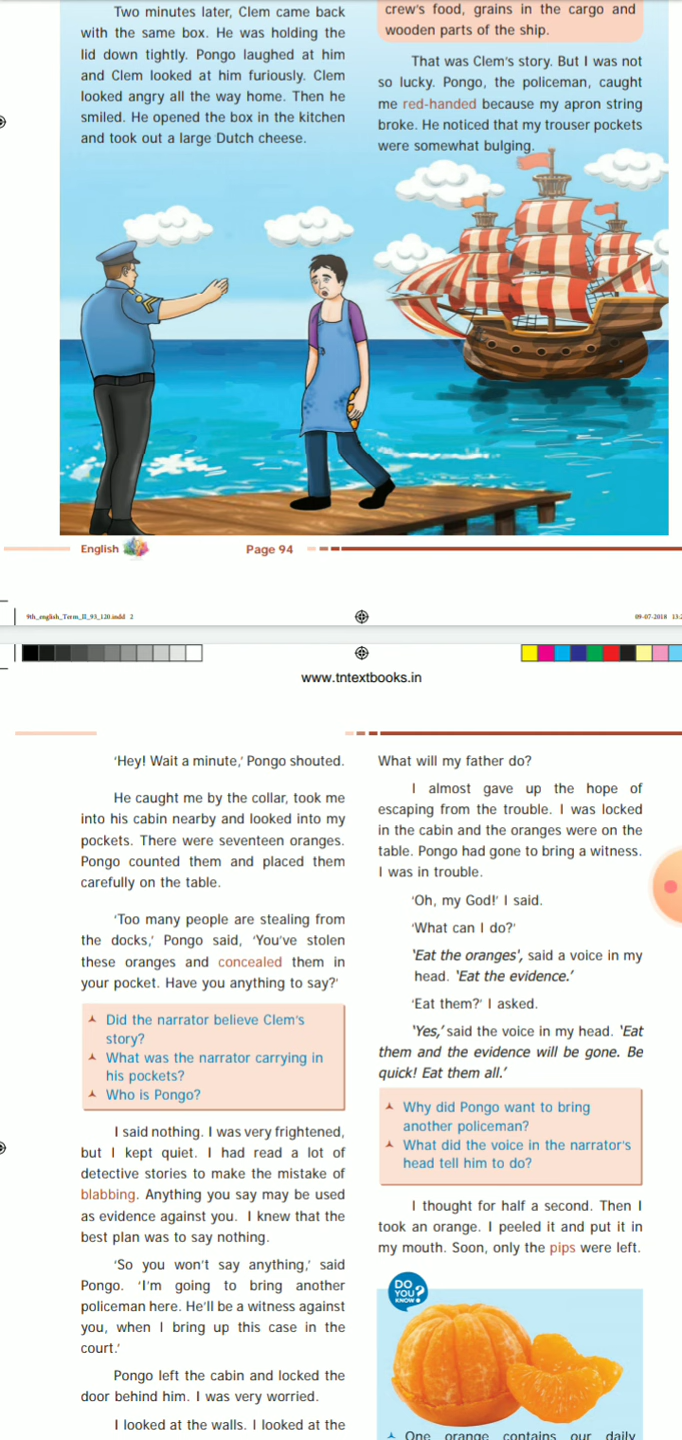 Two minutes later, Clem came back
with the same box. He was holding the
lid down tightly. Pongo laughed at him
and Clem looked at him furiously. Clem
looked angry all the way home. Then he
smiled. He opened the box in the kitchen
and took out a large Dutch cheese.
crew's food, grains in the cargo and
wooden parts of the ship.
That was Clem's story. But I was not
so lucky. Pongo, the policeman, caught
me red-handed because my apron string
broke. He noticed that my trouser pockets
were somewhat bulging.
English
Page 94
9th_english_Term_II_93_120.indd 2
09-07-2018 13:2
www.tntextbooks.in
'Hey! Wait a minute,' Pongo shouted.
He caught me by the collar, took me
into his cabin nearby and looked into my
pockets. There were seventeen oranges.
Pongo counted them and placed them
carefully on the table.
'Too many people are stealing from
the docks,' Pongo said, 'You've stolen
these oranges and concealed them in
your pocket. Have you anything to say?'
Did the narrator believe Clem's
story?
What was the narrator carrying in
his pockets?
Who is Pongo?
I said nothing. I was very frightened,
but I kept quiet. I had read a lot of
detective stories to make the mistake of
blabbing. Anything you say may be used
as evidence against you. I knew that the
best plan was to say nothing.
'So you won't say anything,' said
Pongo. 'I'm going to bring another
policeman here. He'll be a witness against
you, when I bring up this case in the
court.'
Pongo left the cabin and locked the
door behind him. I was very worried.
I looked at the walls. I looked at the
What will my father do?
I almost gave up the hope of
escaping from the trouble. I was locked
in the cabin and the oranges were on the
table. Pongo had gone to bring a witness.
I was in trouble.
'Oh, my God!' I said.
'What can I do?'
'Eat the oranges', said a voice in my
head. 'Eat the evidence.'
'Eat them?' I asked.
'Yes,' said the voice in my head. 'Eat
them and the evidence will be gone. Be
quick! Eat them all.'
Why did Pongo want to bring
another policeman?
What did the voice in the narrator's
head tell him to do?
I thought for half a second. Then I
took an orange. I peeled it and put it in
my mouth. Soon, only the pips were left.
DO
YOU
KNOW
?
One orange contains our daily